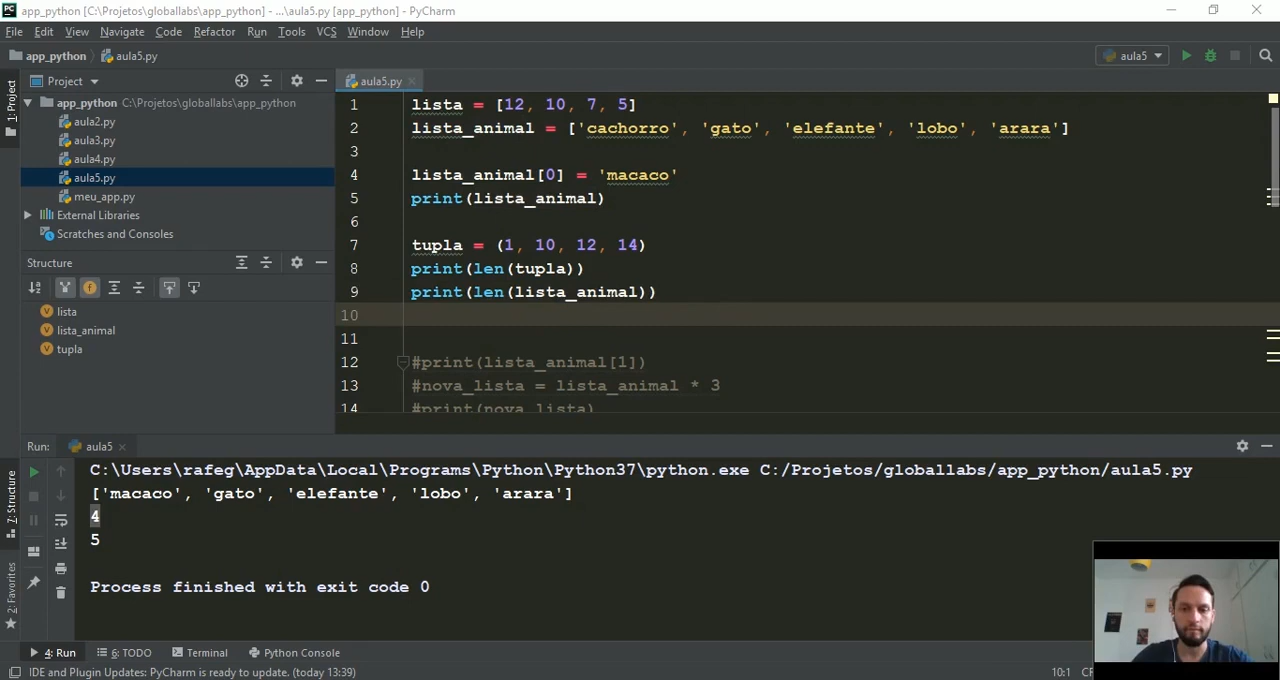 app_python [C:\Projetos\globallabs\app_python] - ...\aula5.py [app_python] - PyCharm
File Edit View Navigate Code Refactor Run Tools VCS Window Help
app_python aula5.py aula5
1: Project
Project
aula5.py
app_python C:\Projetos\globallabs\app_python
aula2.py
aula3.py
aula4.py
aula5.py
meu_app.py
External Libraries
Scratches and Consoles
Structure
lista
lista_animal
tupla
1 lista = [12, 10, 7, 5]
2 lista_animal = ['cachorro', 'gato', 'elefante', 'lobo', 'arara']
3
4 lista_animal[0] = 'macaco'
5 print(lista_animal)
6
7 tupla = (1, 10, 12, 14)
8 print(len(tupla))
9 print(len(lista_animal))
10
11
12 #print(lista_animal[1])
13 #nova_lista = lista_animal * 3
14 #print(nova_lista)
Run: aula5
Z: Structure
2: Favorites
C:\Users\rafeg\AppData\Local\Programs\Python\Python37\python.exe C:/Projetos/globallabs/app_python/aula5.py
['macaco', 'gato', 'elefante', 'lobo', 'arara']
4
5
Process finished with exit code 0
4: Run 6: TODO Terminal Python Console
IDE and Plugin Updates: PyCharm is ready to update. (today 13:39) 10:1